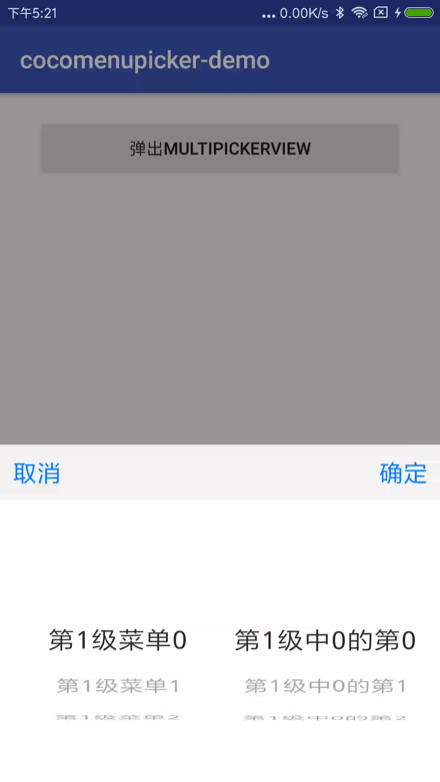 下午5:21 ... 0.00K/s
cocomenupicker-demo
弹出MULTIPICKERVIEW
取消 确定
第1级菜单0 第1级中0的第0
第1级菜单1 第1级中0的第1
第1级菜单2 第1级中0的第2